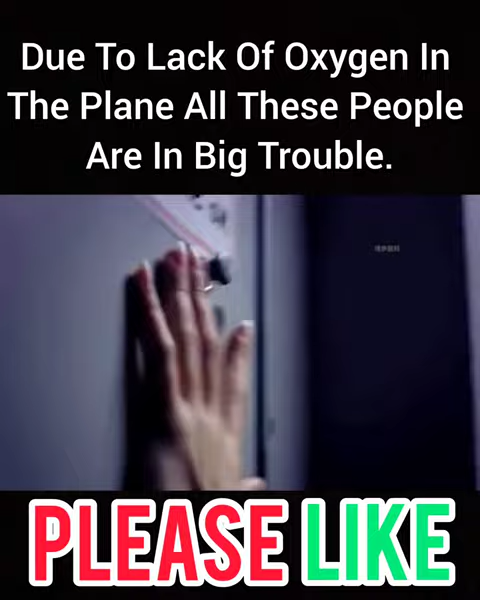 Due To Lack Of Oxygen In
The Plane All These People
Are In Big Trouble.
PLEASE LIKE